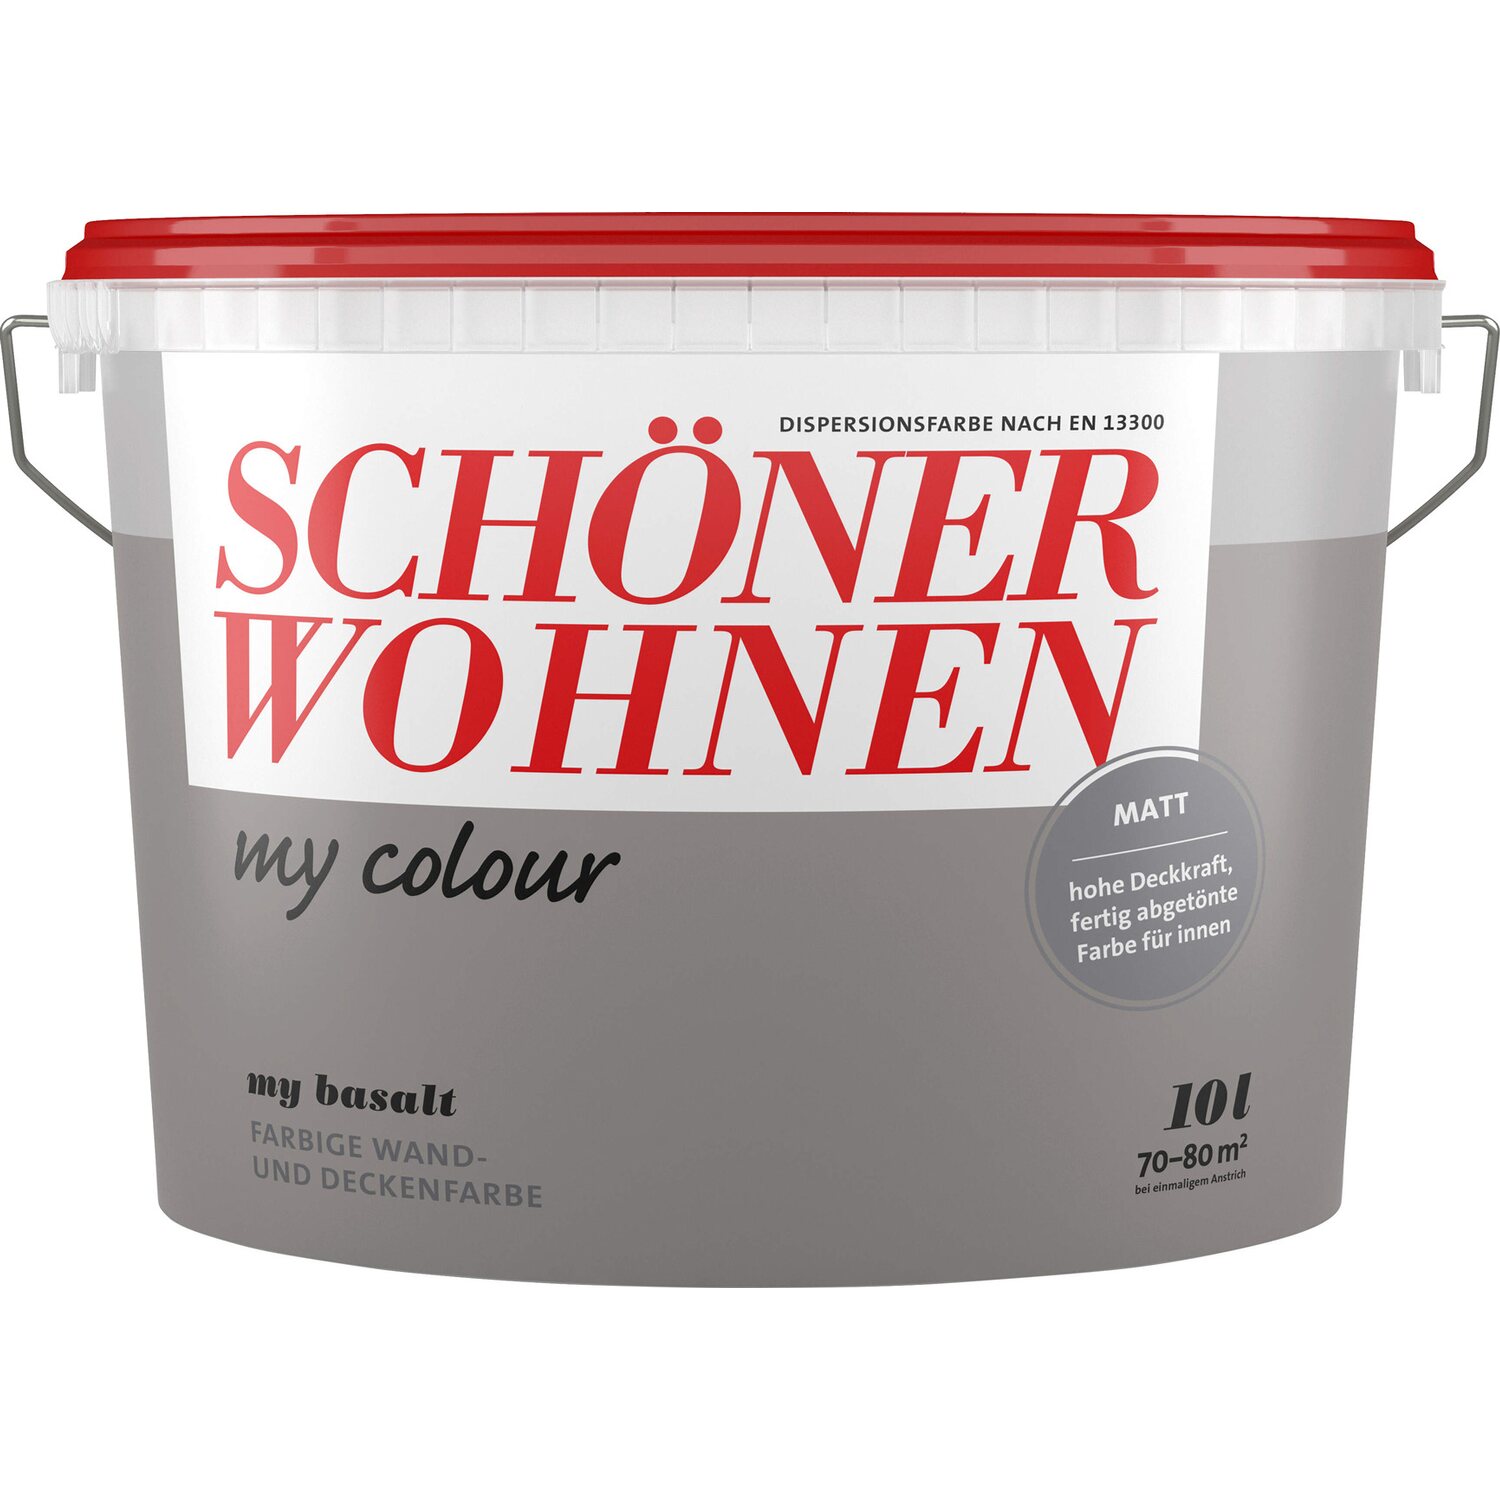 DISPERSIONSFARBE NACH EN 13300
SCHÖNER
WOHNEN
my colour
MATT
hohe Deckkraft,
fertig abgetönte
Farbe für innen
my basalt
FARBIGE WAND-
UND DECKENFARBE
10 l
70–80 m²
bei einmaligem Anstrich